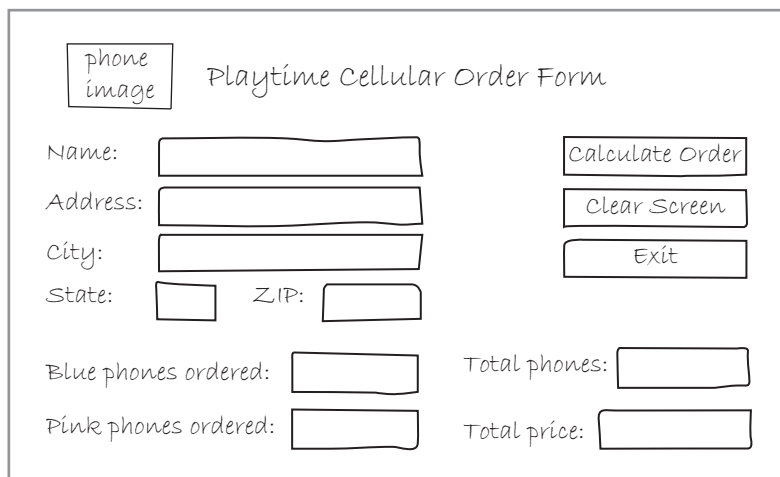 phone
image
Playtime Cellular Order Form
Name:
Calculate Order
Address:
Clear Screen
City:
Exit
State:
ZIP:
Blue phones ordered:
Total phones:
Pink phones ordered:
Total price: